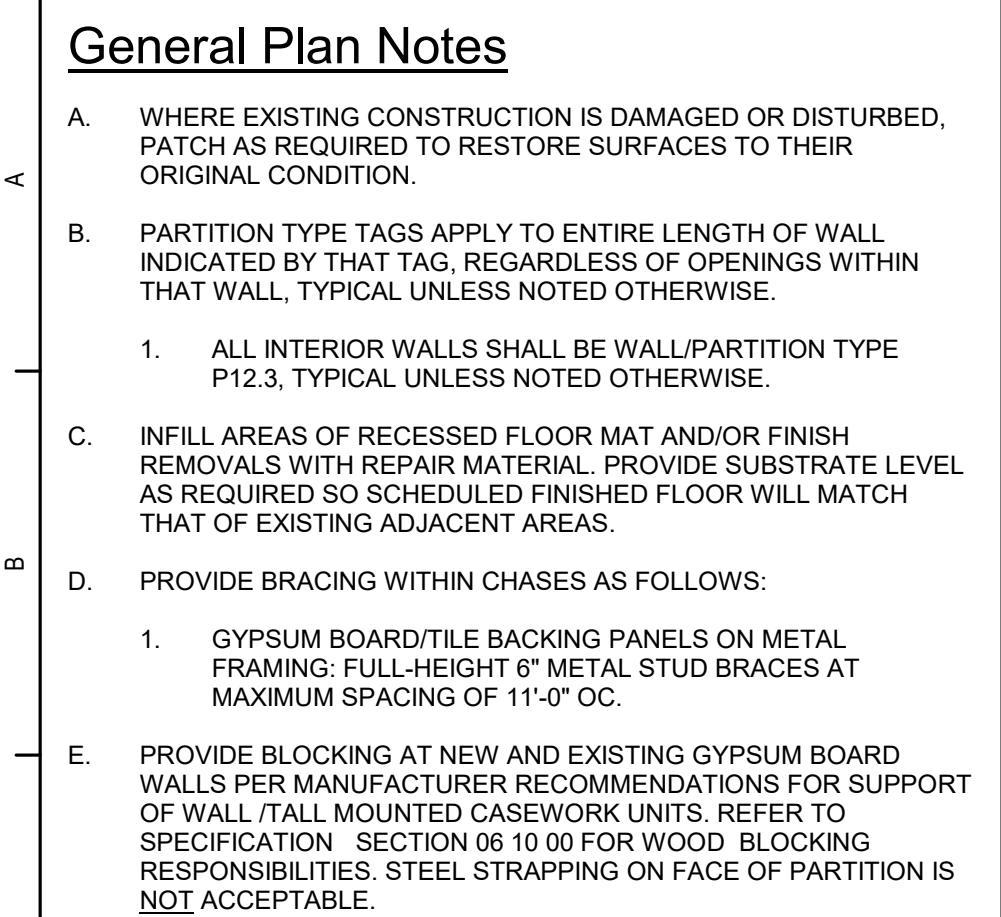 General Plan Notes
A. WHERE EXISTING CONSTRUCTION IS DAMAGED OR DISTURBED,
PATCH AS REQUIRED TO RESTORE SURFACES TO THEIR
ORIGINAL CONDITION.
B. PARTITION TYPE TAGS APPLY TO ENTIRE LENGTH OF WALL
INDICATED BY THAT TAG, REGARDLESS OF OPENINGS WITHIN
THAT WALL, TYPICAL UNLESS NOTED OTHERWISE.
1. ALL INTERIOR WALLS SHALL BE WALL/PARTITION TYPE
P12.3, TYPICAL UNLESS NOTED OTHERWISE.
C. INFILL AREAS OF RECESSED FLOOR MAT AND/OR FINISH
REMOVALS WITH REPAIR MATERIAL. PROVIDE SUBSTRATE LEVEL
AS REQUIRED SO SCHEDULED FINISHED FLOOR WILL MATCH
THAT OF EXISTING ADJACENT AREAS.
D. PROVIDE BRACING WITHIN CHASES AS FOLLOWS:
1. GYPSUM BOARD/TILE BACKING PANELS ON METAL
FRAMING: FULL-HEIGHT 6" METAL STUD BRACES AT
MAXIMUM SPACING OF 11'-0" OC.
E. PROVIDE BLOCKING AT NEW AND EXISTING GYPSUM BOARD
WALLS PER MANUFACTURER RECOMMENDATIONS FOR SUPPORT
OF WALL /TALL MOUNTED CASEWORK UNITS. REFER TO
SPECIFICATION SECTION 06 10 00 FOR WOOD BLOCKING
RESPONSIBILITIES. STEEL STRAPPING ON FACE OF PARTITION IS
NOT ACCEPTABLE.
A
B